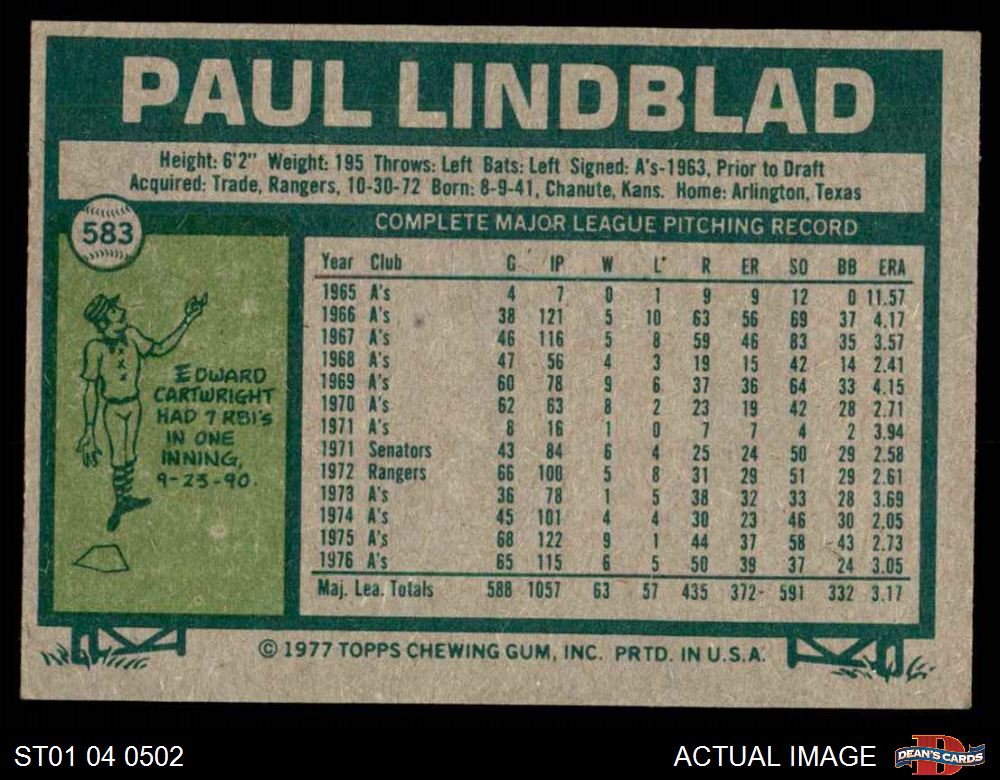 PAUL LINDBLAD
Height: 6'2" Weight: 195 Throws: Left Bats: Left Signed: A's-1963, Prior to Draft
Acquired: Trade, Rangers, 10-30-72 Born: 8-9-41, Chanute, Kans. Home: Arlington, Texas
583
COMPLETE MAJOR LEAGUE PITCHING RECORD
Year Club G IP W L R ER SO BB ERA
1965 A's 4 7 0 1 9 9 12 0 11.57
1966 A's 38 121 5 10 63 56 69 37 4.17
1967 A's 46 116 5 8 59 46 83 35 3.57
1968 A's 47 56 4 3 19 15 42 14 2.41
1969 A's 60 78 9 6 37 36 64 33 4.15
1970 A's 62 63 8 2 23 19 42 28 2.71
1971 A's 8 16 1 0 7 7 4 2 3.94
1971 Senators 43 84 6 4 25 24 50 29 2.58
1972 Rangers 66 100 5 8 31 29 51 29 2.61
1973 A's 36 78 1 5 38 32 33 28 3.69
1974 A's 45 101 4 4 30 23 46 30 2.05
1975 A's 68 122 9 1 44 37 58 43 2.73
1976 A's 65 115 6 5 50 39 37 24 3.05
Maj. Lea. Totals 588 1057 63 57 435 372 591 332 3.17
EDWARD
CARTWRIGHT
HAD 7 RBI'S
IN ONE
INNING,
9-23-90.
© 1977 TOPPS CHEWING GUM, INC. PRTD. IN U.S.A.
ST01 04 0502
ACTUAL IMAGE
D
DEAN'S CARDS